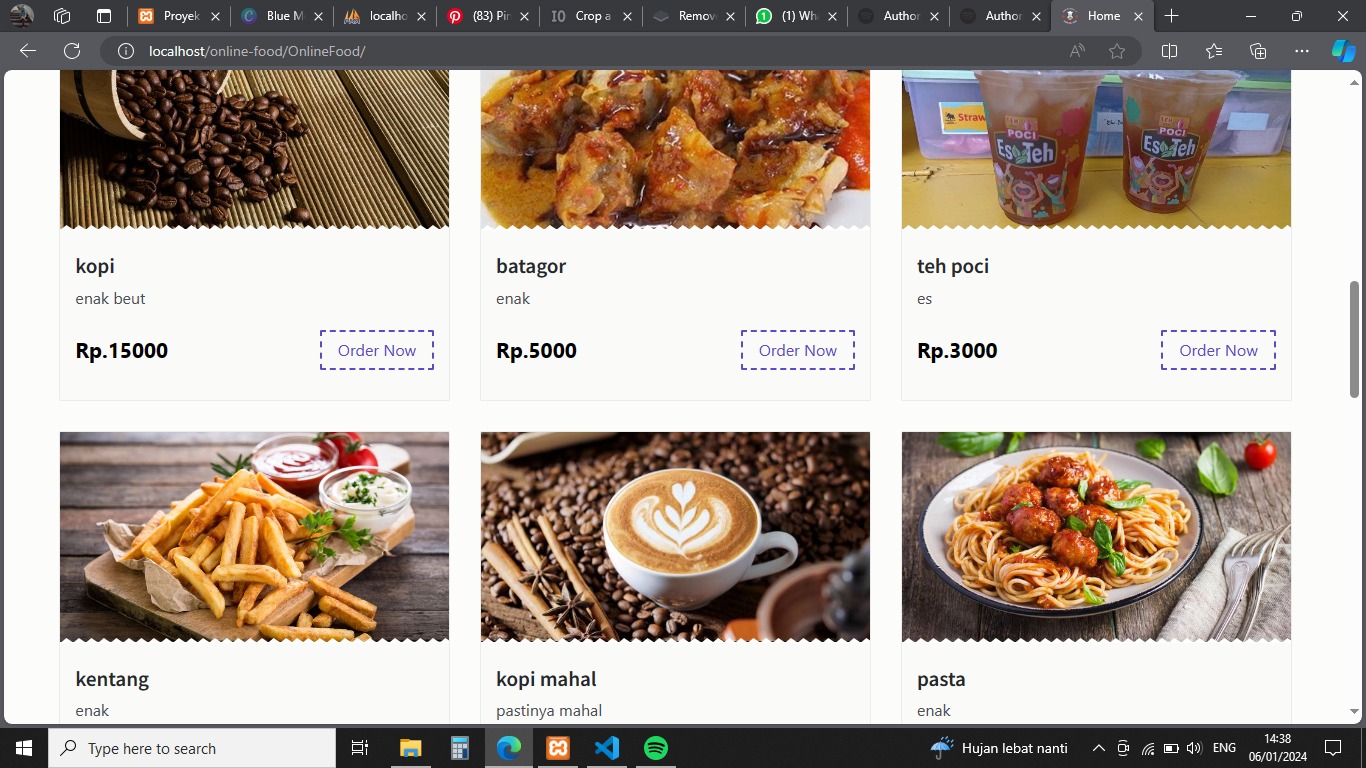 Proyek
Blue M
localho
(83) Pi
Crop a
Remov
(1) Wh
Author
Author
Home
localhost/online-food/OnlineFood/
Straw
TEH
POCI
Es Teh
TEH
POCI
Es Teh
kopi
batagor
teh poci
enak beut
enak
es
Rp.15000
Order Now
Rp.5000
Order Now
Rp.3000
Order Now
kentang
kopi mahal
pasta
enak
pastinya mahal
enak
Type here to search
Hujan lebat nanti
ENG
14:38
06/01/2024